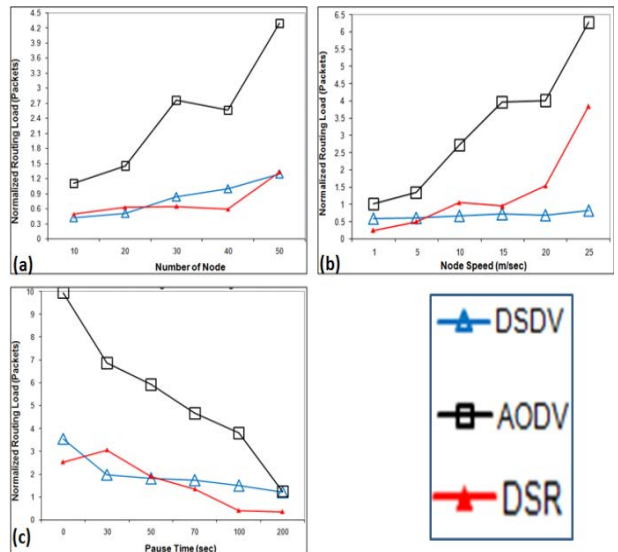 4.5
4.2
3.9
3.6
3.3
3
2.7
2.4
2.1
1.8
1.5
1.2
0.9
0.6
0.3
0
Normalized Routing Load (Packets)
10 20 30 40 50
Number of Node
(a)
6.5
6
5.5
5
4.5
4
3.5
3
2.5
2
1.5
1
0.5
0
Normalized Routing Load (Packets)
1 5 10 15 20 25
Node Speed (m/sec)
(b)
10
9
8
7
6
5
4
3
2
1
0
Normalized Routing Load (Packets)
0 30 50 70 100 200
Pause Time (sec)
(c)
DSDV
AODV
DSR